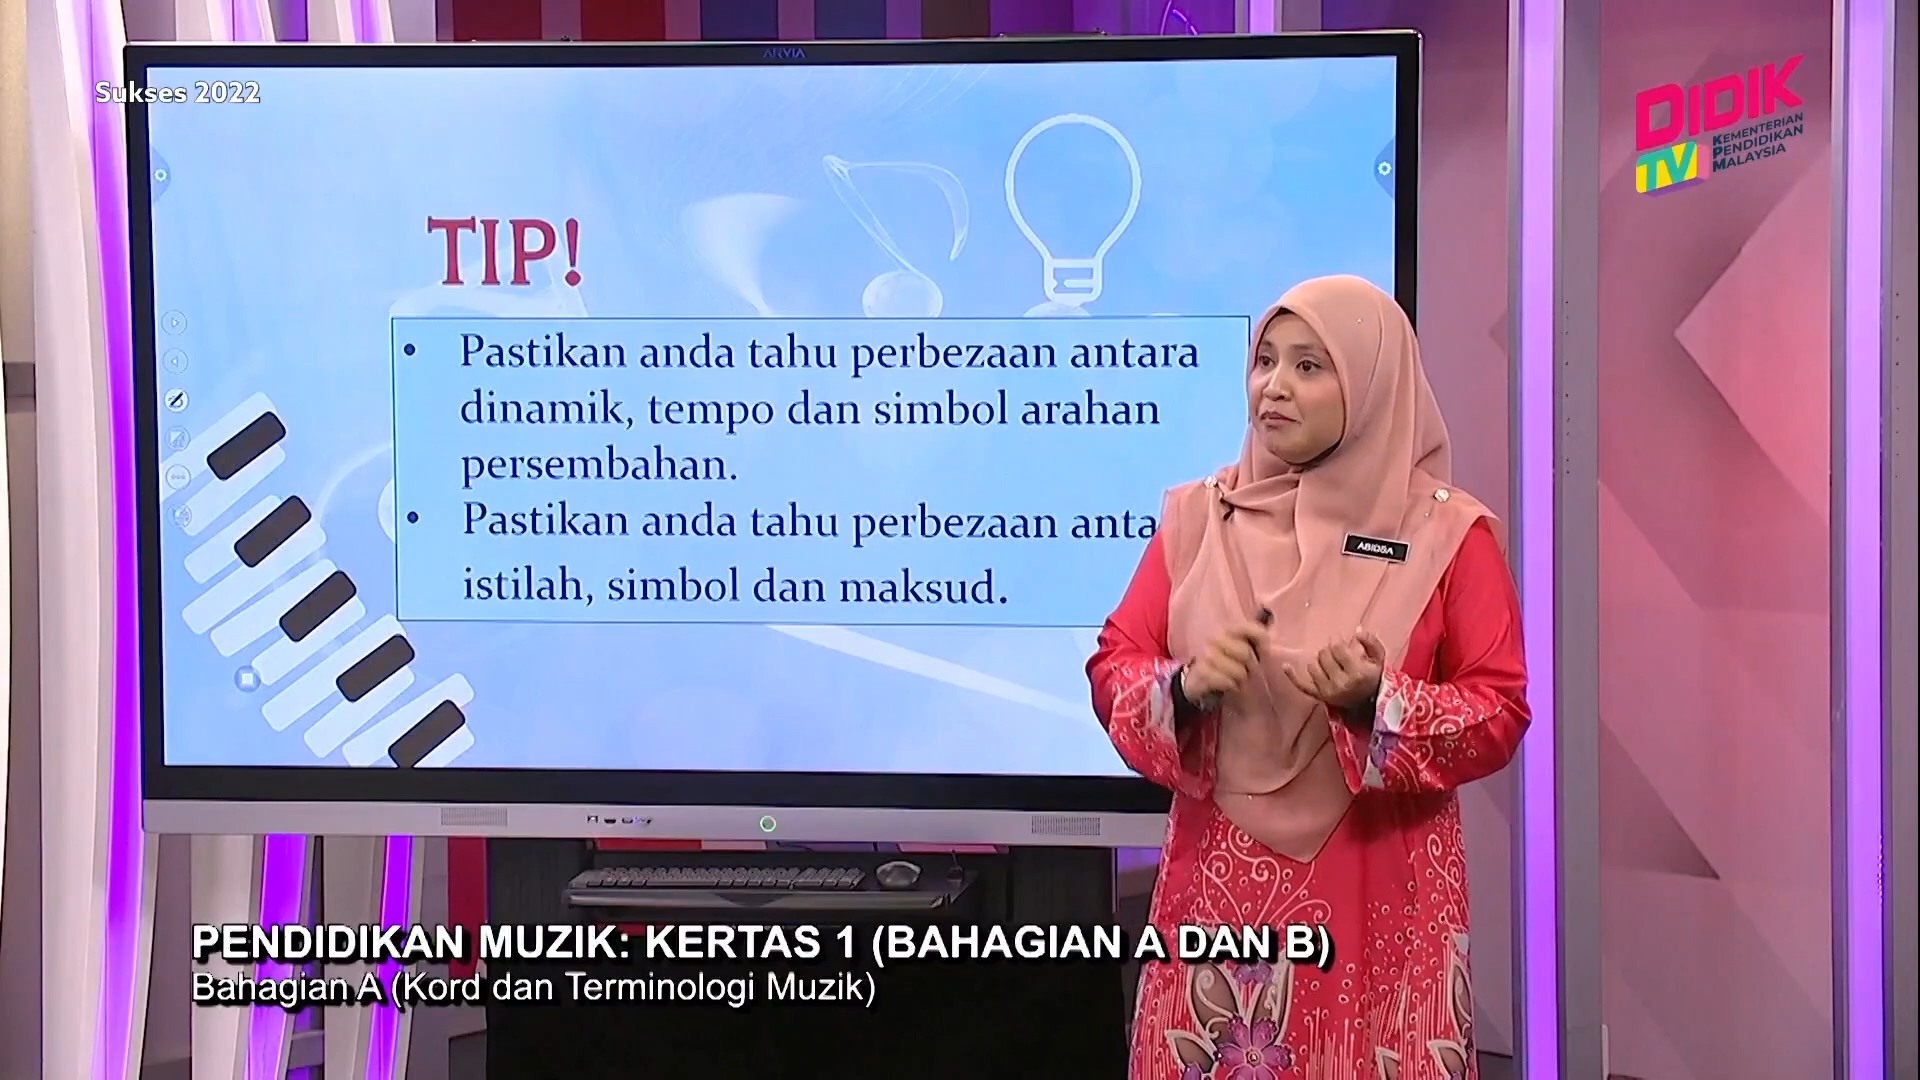 ARVIA
Sukses 2022
DIDIK
TV
KEMENTERIAN
PENDIDIKAN
MALAYSIA
TIP!
• Pastikan anda tahu perbezaan antara
dinamik, tempo dan simbol arahan
persembahan.
• Pastikan anda tahu perbezaan anta
istilah, simbol dan maksud.
PENDIDIKAN MUZIK: KERTAS 1 (BAHAGIAN A DAN B)
Bahagian A (Kord dan Terminologi Muzik)